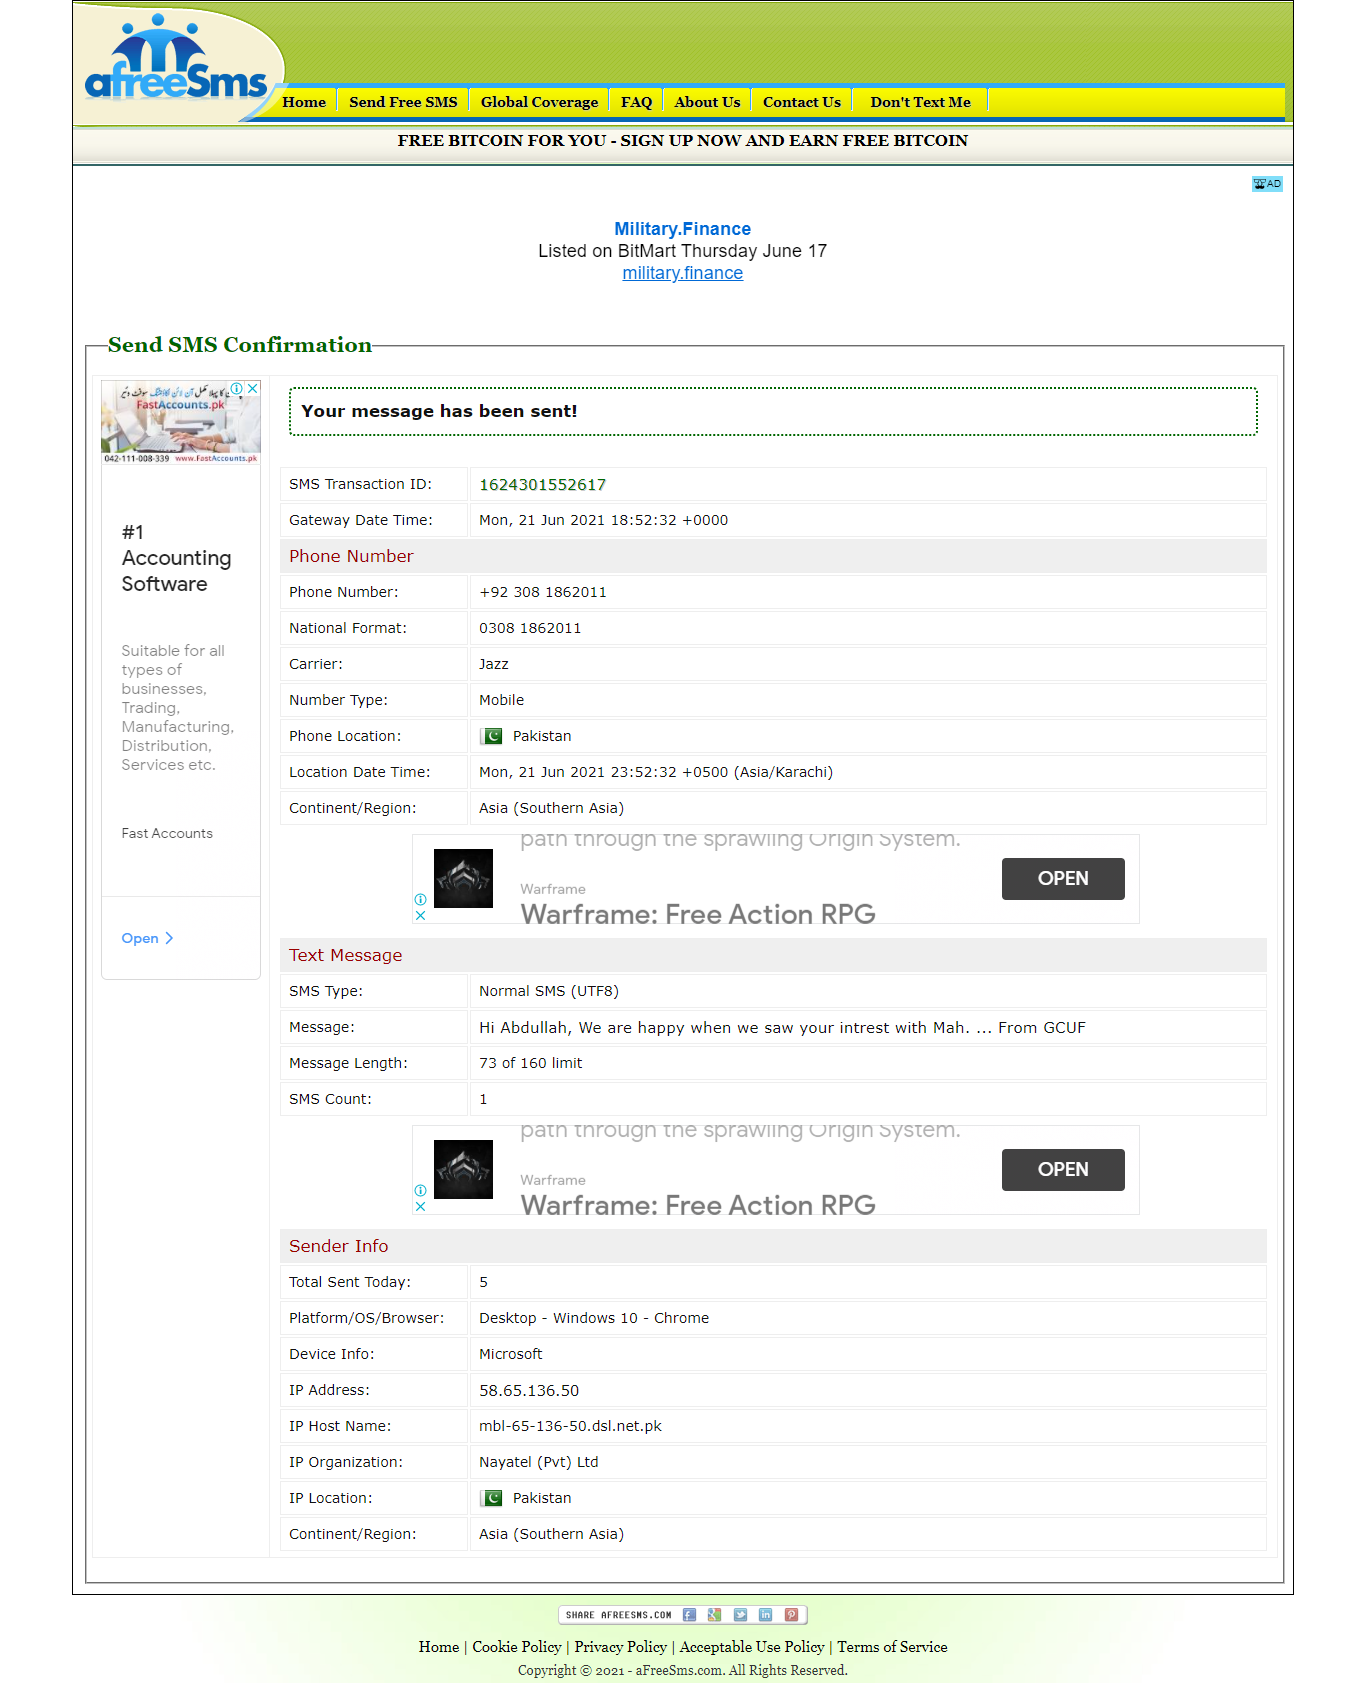 afreeSms
Home Send Free SMS Global Coverage FAQ About Us Contact Us Don't Text Me
FREE BITCOIN FOR YOU - SIGN UP NOW AND EARN FREE BITCOIN
AD
Military.Finance
Listed on BitMart Thursday June 17
military.finance
Send SMS Confirmation
FastAccounts.pk
042-111-008-339 www.FastAccounts.pk
#1
Accounting
Software
Suitable for all
types of
businesses,
Trading,
Manufacturing,
Distribution,
Services etc.
Fast Accounts
Open
Your message has been sent!
SMS Transaction ID: 1624301552617
Gateway Date Time: Mon, 21 Jun 2021 18:52:32 +0000
Phone Number
Phone Number: +92 308 1862011
National Format: 0308 1862011
Carrier: Jazz
Number Type: Mobile
Phone Location: Pakistan
Location Date Time: Mon, 21 Jun 2021 23:52:32 +0500 (Asia/Karachi)
Continent/Region: Asia (Southern Asia)
path through the sprawling Origin System.
Warframe
Warframe: Free Action RPG
OPEN
Text Message
SMS Type: Normal SMS (UTF8)
Message: Hi Abdullah, We are happy when we saw your intrest with Mah. ... From GCUF
Message Length: 73 of 160 limit
SMS Count: 1
path through the sprawling Origin System.
Warframe
Warframe: Free Action RPG
OPEN
Sender Info
Total Sent Today: 5
Platform/OS/Browser: Desktop - Windows 10 - Chrome
Device Info: Microsoft
IP Address: 58.65.136.50
IP Host Name: mbl-65-136-50.dsl.net.pk
IP Organization: Nayatel (Pvt) Ltd
IP Location: Pakistan
Continent/Region: Asia (Southern Asia)
SHARE AFREESMS.COM
Home | Cookie Policy | Privacy Policy | Acceptable Use Policy | Terms of Service
Copyright © 2021 - aFreeSms.com. All Rights Reserved.